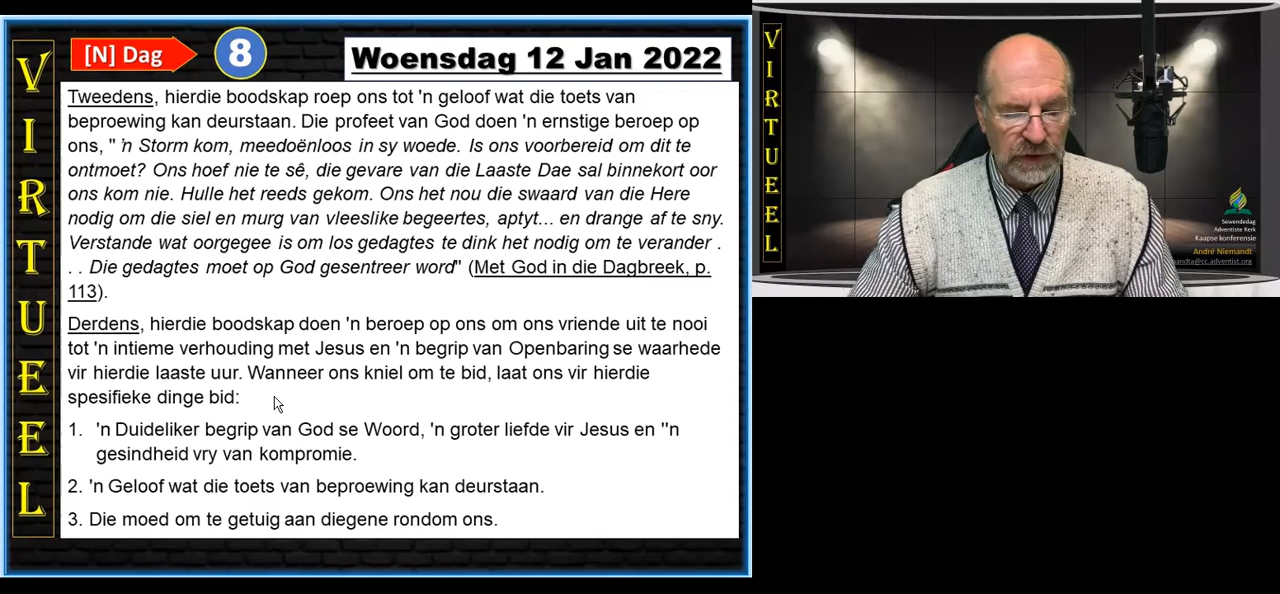 VIRTUEEL
[N] Dag
8
Woensdag 12 Jan 2022
Tweedens, hierdie boodskap roep ons tot 'n geloof wat die toets van
beproewing kan deurstaan. Die profeet van God doen 'n ernstige beroep op
ons, " 'n Storm kom, meedoënloos in sy woede. Is ons voorbereid om dit te
ontmoet? Ons hoef nie te sê, die gevare van die Laaste Dae sal binnekort oor
ons kom nie. Hulle het reeds gekom. Ons het nou die swaard van die Here
nodig om die siel en murg van vleeslike begeertes, aptyt... en drange af te sny.
Verstande wat oorgegee is om los gedagtes te dink het nodig om te verander .
. . Die gedagtes moet op God gesentreer word" (Met God in die Dagbreek, p.
113).
Derdens, hierdie boodskap doen 'n beroep op ons om ons vriende uit te nooi
tot 'n intieme verhouding met Jesus en 'n begrip van Openbaring se waarhede
vir hierdie laaste uur. Wanneer ons kniel om te bid, laat ons vir hierdie
spesifieke dinge bid:
1. 'n Duideliker begrip van God se Woord, 'n groter liefde vir Jesus en "n
gesindheid vry van kompromie.
2. 'n Geloof wat die toets van beproewing kan deurstaan.
3. Die moed om te getuig aan diegene rondom ons.
VIRTUEEL
Sewendedag
Adventiste Kerk
Kaapse konferensie
André Niemandt
andta@cc.adventist.org